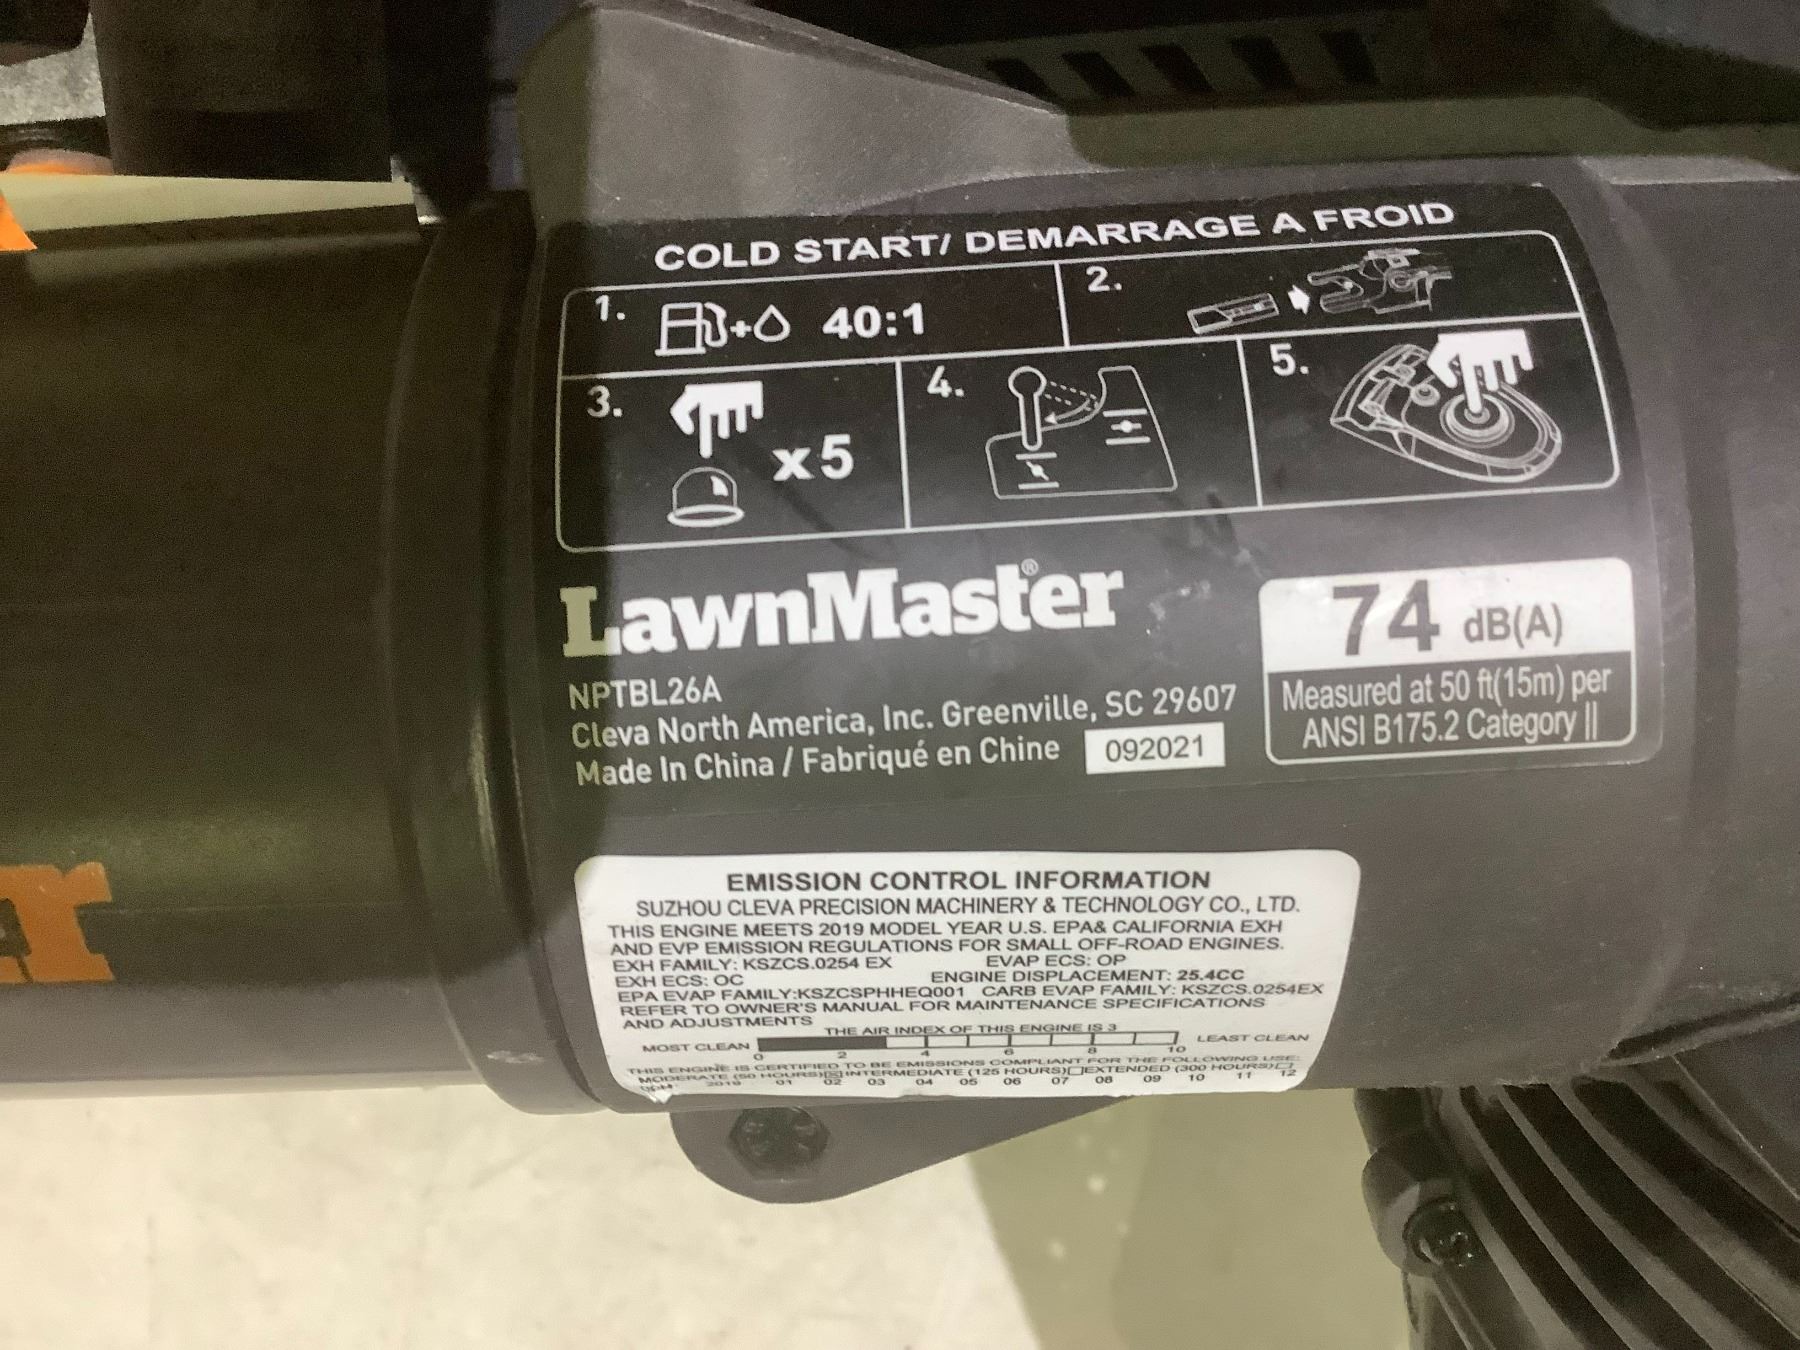 COLD START/ DEMARRAGE A FROID
1.
40:1
2.
3.
x5
4.
5.
LawnMaster®
74 dB(A)
Measured at 50 ft(15m) per
ANSI B175.2 Category II
NPTBL26A
Cleva North America, Inc. Greenville, SC 29607
Made In China / Fabriqué en Chine 092021
EMISSION CONTROL INFORMATION
SUZHOU CLEVA PRECISION MACHINERY & TECHNOLOGY CO., LTD.
THIS ENGINE MEETS 2019 MODEL YEAR U.S. EPA& CALIFORNIA EXH
AND EVP EMISSION REGULATIONS FOR SMALL OFF-ROAD ENGINES.
EXH FAMILY: KSZCS.0254 EX EVAP ECS: OP
EXH ECS: OC ENGINE DISPLACEMENT: 25.4CC
EPA EVAP FAMILY:KSZCSPHHEQ001 CARB EVAP FAMILY: KSZCS.0254EX
REFER TO OWNER'S MANUAL FOR MAINTENANCE SPECIFICATIONS
AND ADJUSTMENTS
THE AIR INDEX OF THIS ENGINE IS 3
MOST CLEAN LEAST CLEAN
0 2 4 6 8 10
THIS ENGINE IS CERTIFIED TO BE EMISSIONS COMPLIANT FOR THE FOLLOWING USE:
MODERATE (50 HOURS)☒INTERMEDIATE (125 HOURS)☐EXTENDED (300 HOURS)☐
2019 01 02 03 04 05 06 07 08 09 10 11 12